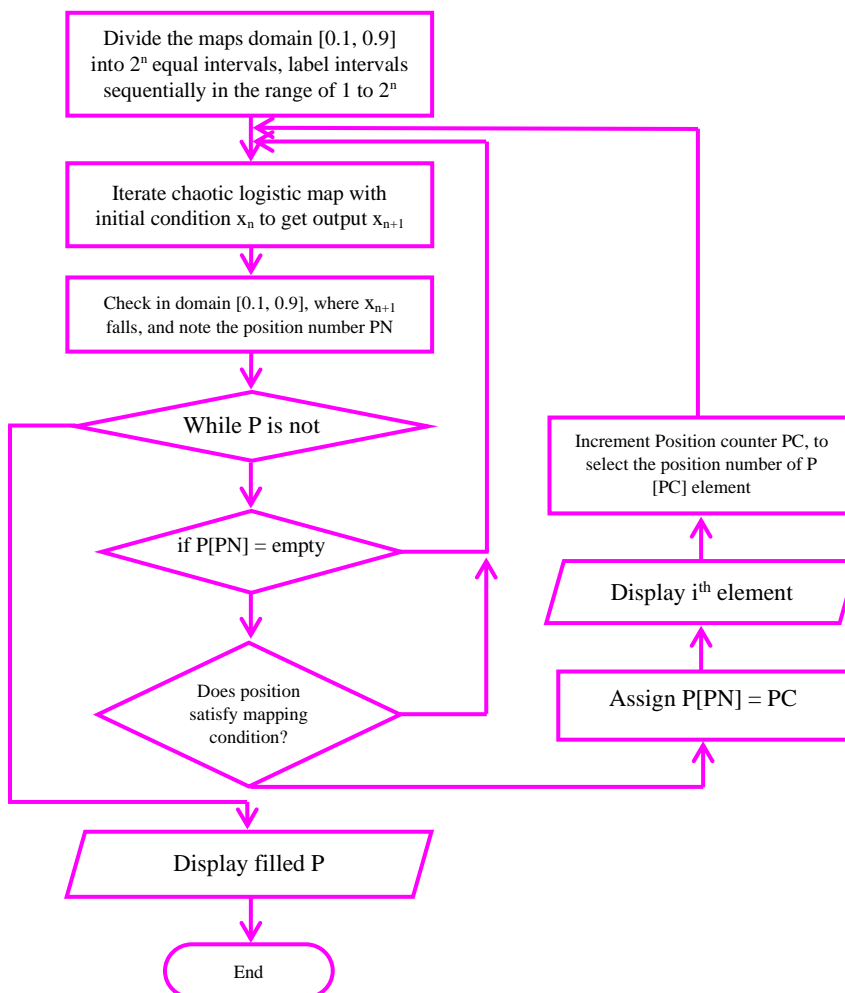 Divide the maps domain [0.1, 0.9]
into 2ⁿ equal intervals, label intervals
sequentially in the range of 1 to 2ⁿ
Iterate chaotic logistic map with
initial condition xₙ to get output xₙ₊₁
Check in domain [0.1, 0.9], where xₙ₊₁
falls, and note the position number PN
While P is not
if P[PN] = empty
Does position
satisfy mapping
condition?
Assign P[PN] = PC
Display iᵗʰ element
Increment Position counter PC, to
select the position number of P
[PC] element
Display filled P
End